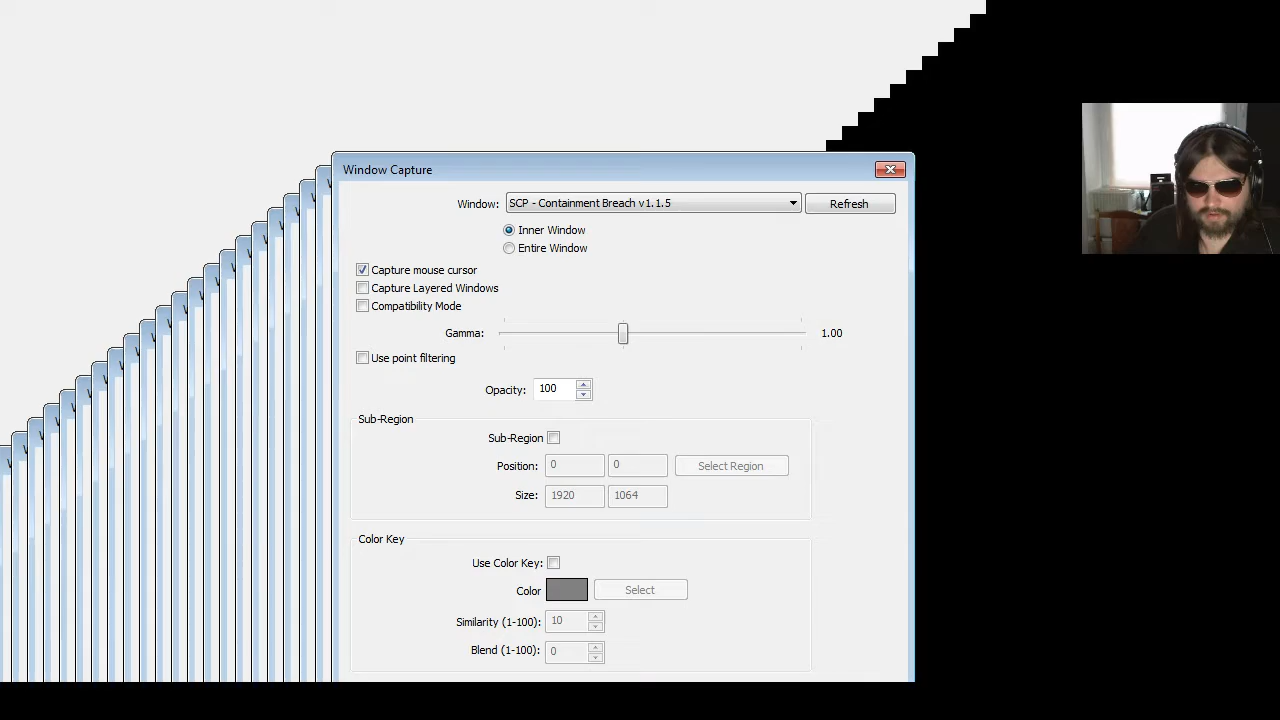 Window Capture
Window: SCP - Containment Breach v1.1.5 Refresh
Inner Window
Entire Window
Capture mouse cursor
Capture Layered Windows
Compatibility Mode
Gamma: 1.00
Use point filtering
Opacity: 100
Sub-Region
Sub-Region
Position: 0 0 Select Region
Size: 1920 1064
Color Key
Use Color Key:
Color Select
Similarity (1-100): 10
Blend (1-100): 0